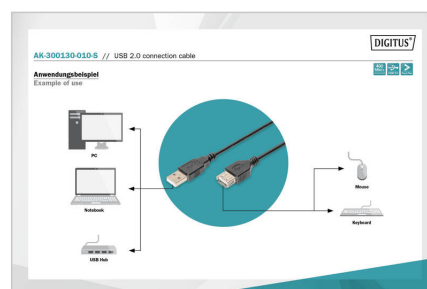 DIGITUS®
AK-300130-010-S // USB 2.0 connection cable
Anwendungsbeispiel
Example of use
PC
Notebook
USB Hub
Mouse
Keyboard